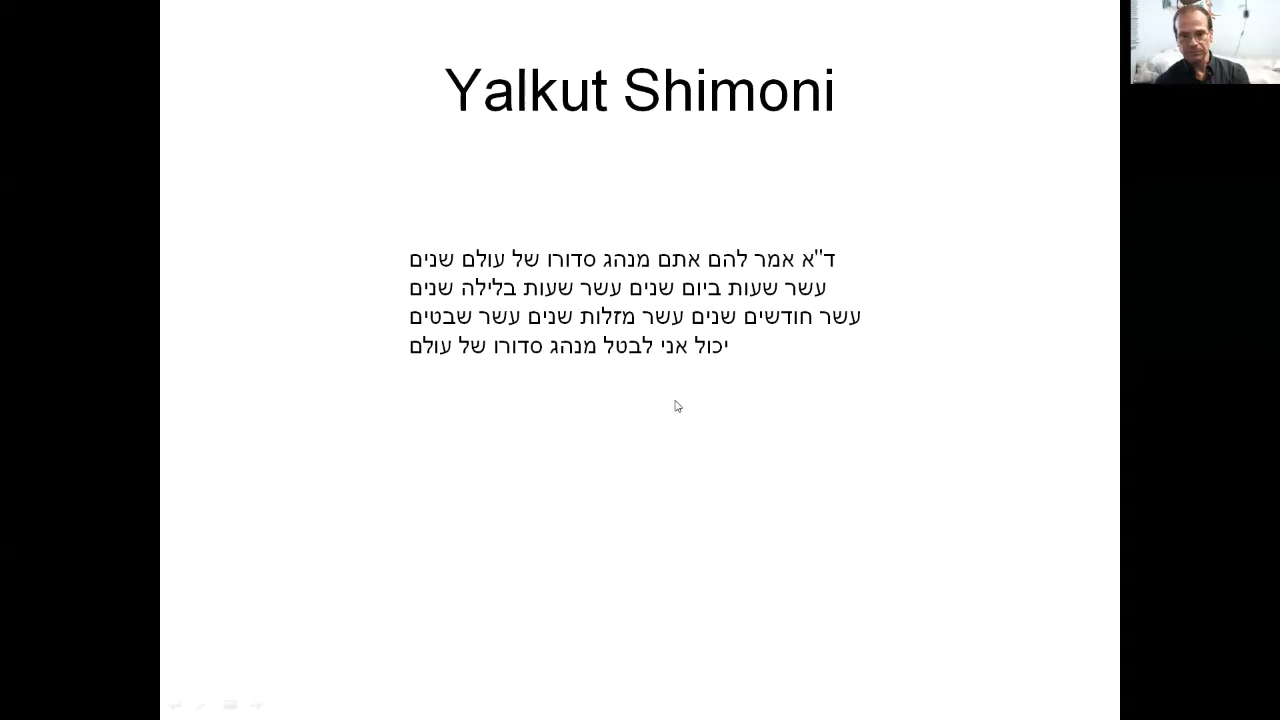 Yalkut Shimoni
ד"א אמר להם אתם מנהג סדורו של עולם שנים
עשר שעות ביום שנים עשר שעות בלילה שנים
עשר חודשים שנים עשר מזלות שנים עשר שבטים
יכול אני לבטל מנהג סדורו של עולם